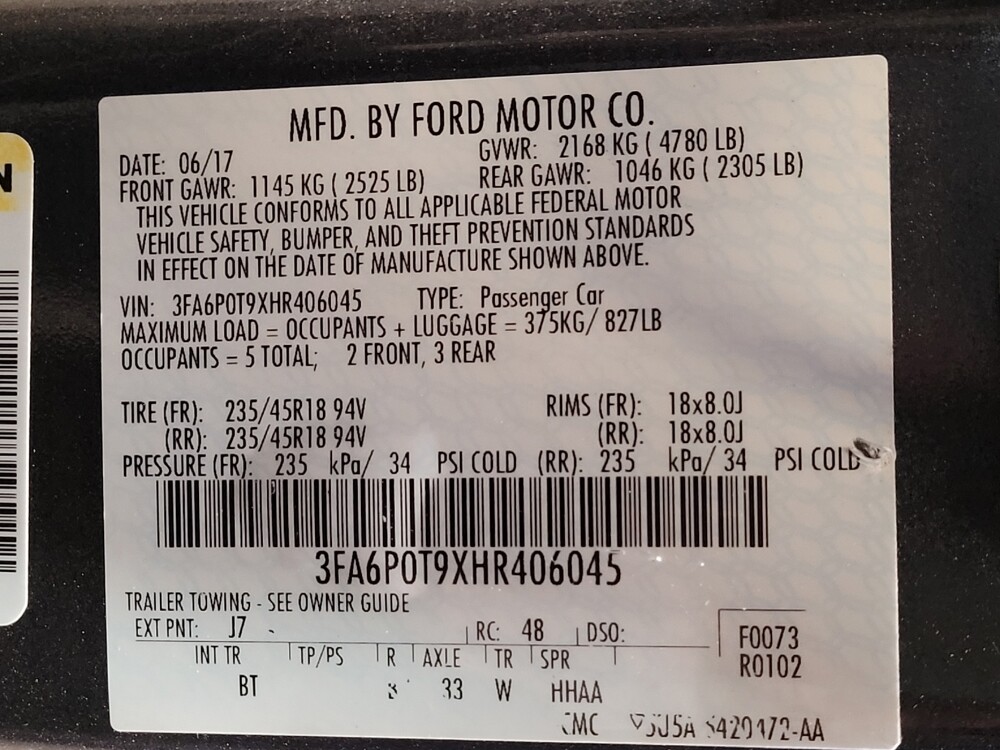 N
MFD. BY FORD MOTOR CO.
DATE: 06/17 GVWR: 2168 KG ( 4780 LB)
FRONT GAWR: 1145 KG ( 2525 LB) REAR GAWR: 1046 KG ( 2305 LB)
THIS VEHICLE CONFORMS TO ALL APPLICABLE FEDERAL MOTOR
VEHICLE SAFETY, BUMPER, AND THEFT PREVENTION STANDARDS
IN EFFECT ON THE DATE OF MANUFACTURE SHOWN ABOVE.
VIN: 3FA6P0T9XHR406045 TYPE: Passenger Car
MAXIMUM LOAD = OCCUPANTS + LUGGAGE = 375KG/ 827LB
OCCUPANTS = 5 TOTAL; 2 FRONT, 3 REAR
TIRE (FR): 235/45R18 94V RIMS (FR): 18x8.0J
(RR): 235/45R18 94V (RR): 18x8.0J
PRESSURE (FR): 235 kPa/ 34 PSI COLD (RR): 235 kPa/ 34 PSI COLD
3FA6P0T9XHR406045
TRAILER TOWING - SEE OWNER GUIDE
EXT PNT: J7 RC: 48 DSO: F0073
INT TR TP/PS R AXLE TR SPR R0102
BT 33 W HHAA